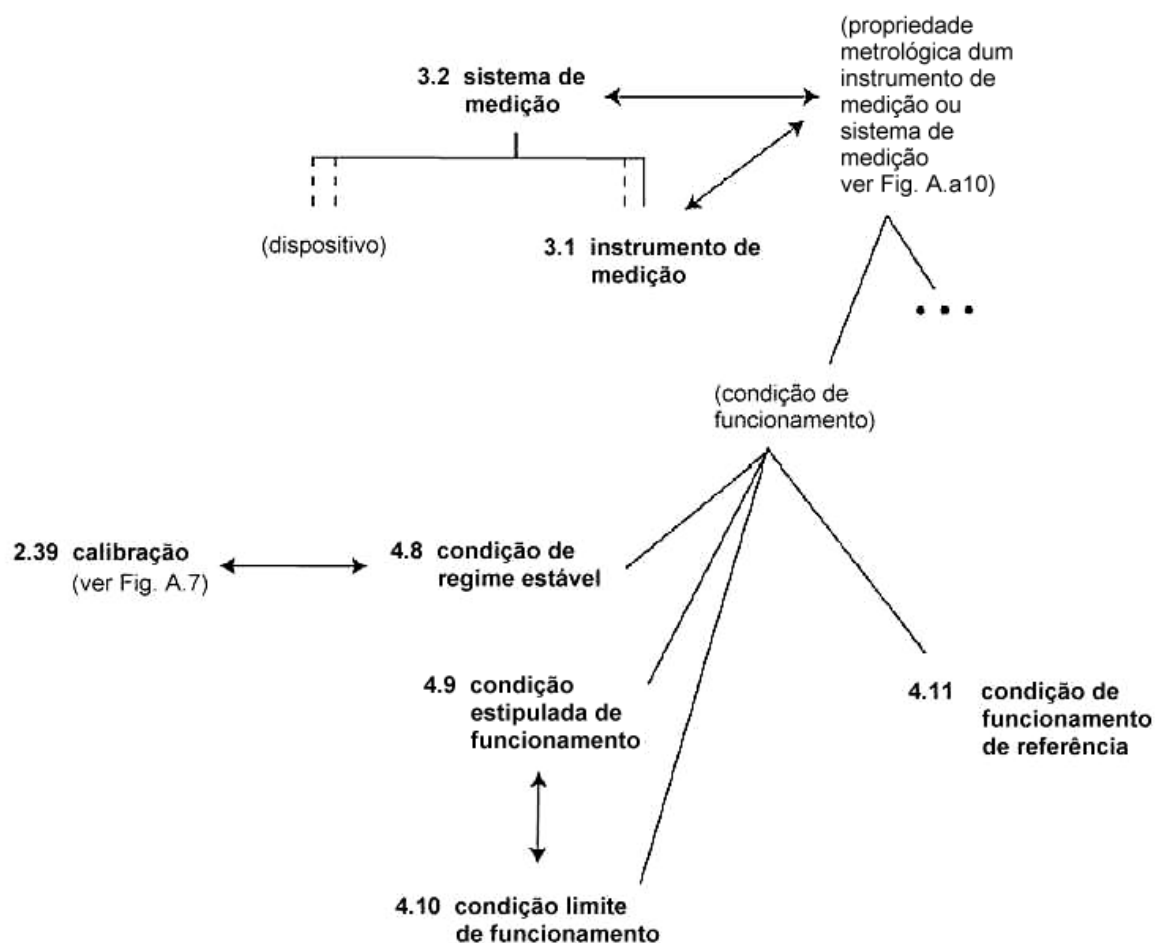 (propriedade
metrológica dum
instrumento de
medição ou
sistema de
medição
ver Fig. A.a10)
3.2 sistema de
medição
(dispositivo)
3.1 instrumento de
medição
(condição de
funcionamento)
2.39 calibração
(ver Fig. A.7)
4.8 condição de
regime estável
4.9 condição
estipulada de
funcionamento
4.11 condição de
funcionamento
de referência
4.10 condição limite
de funcionamento